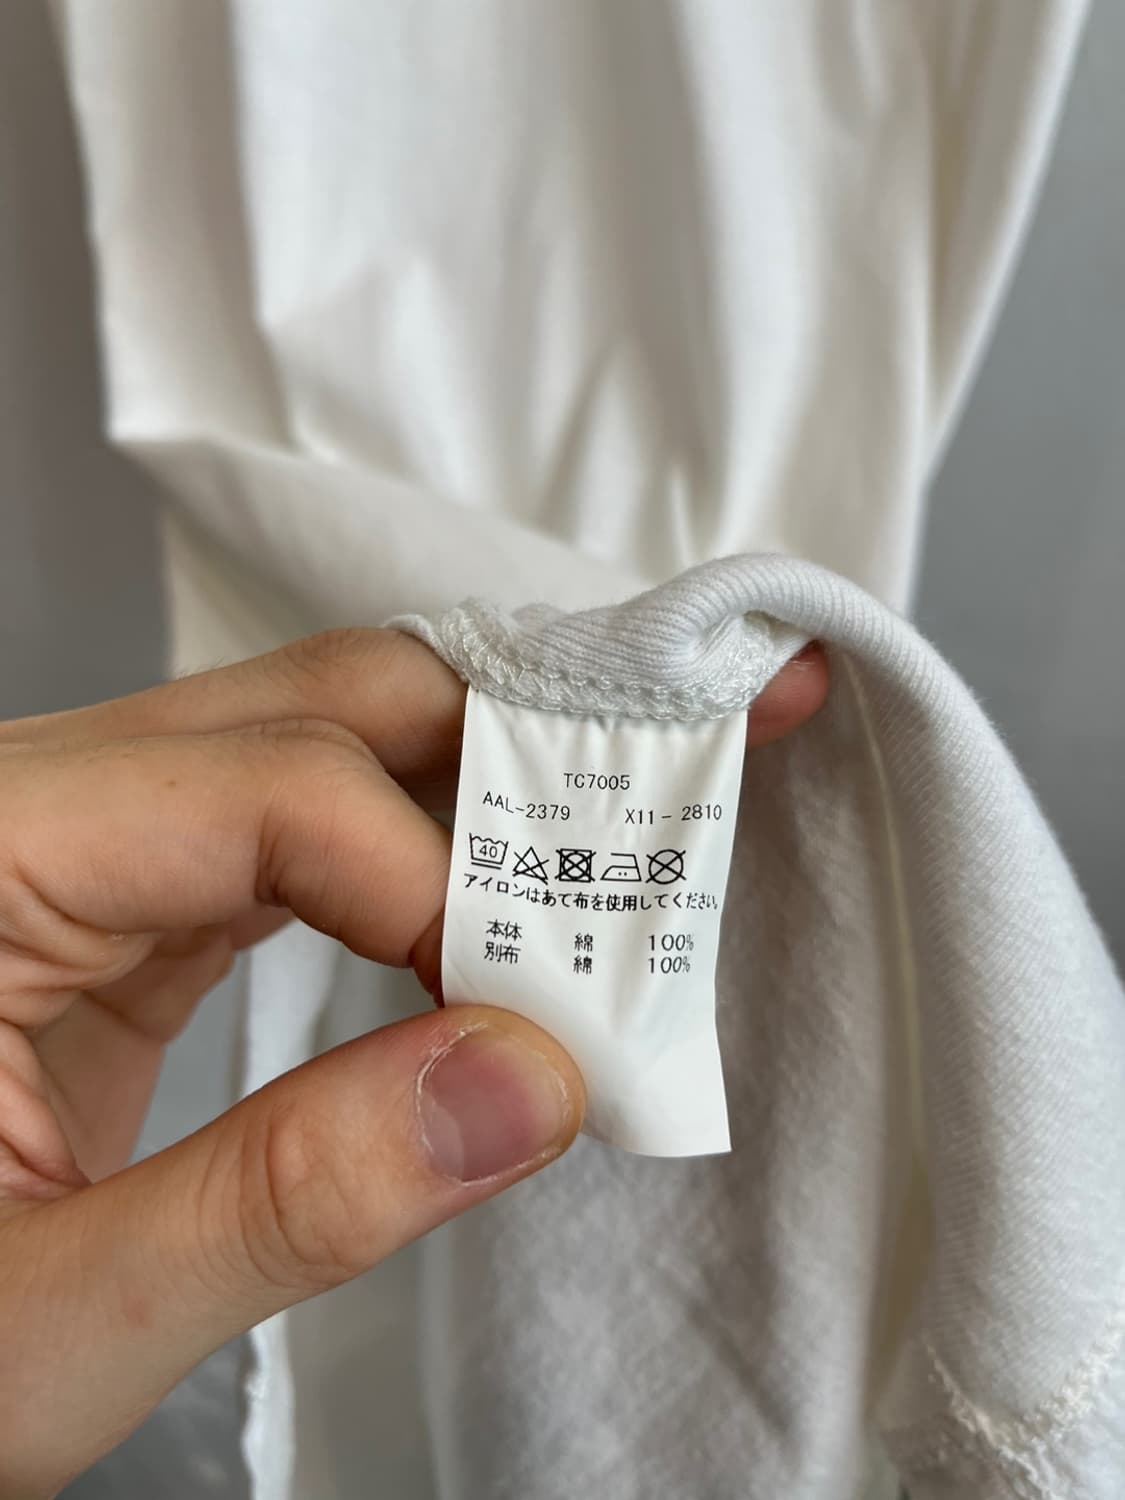 TC7005
AAL-2379 X11-2810
40
アイロンはあて布を使用してください。
本体 綿 100%
別布 綿 100%